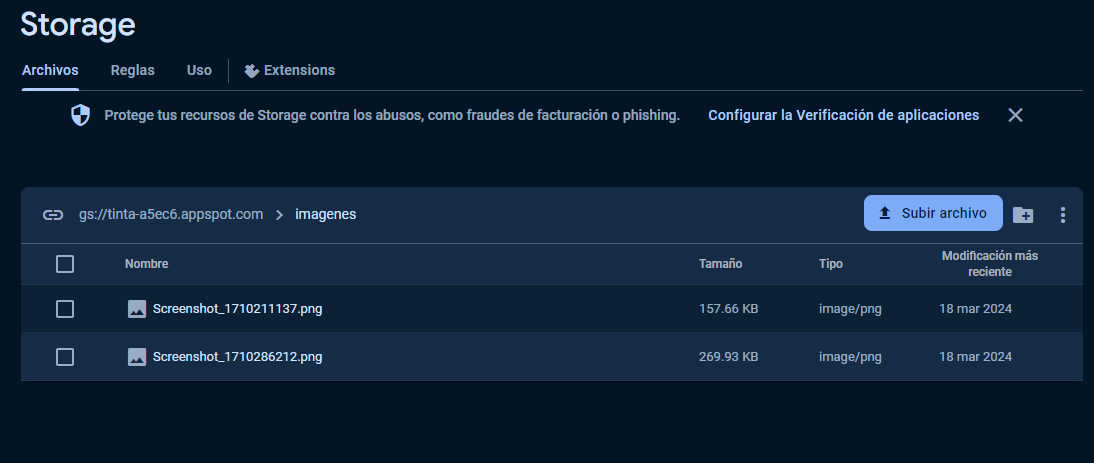 Storage
Archivos Reglas Uso Extensions
Protege tus recursos de Storage contra los abusos, como fraudes de facturación o phishing. Configurar la Verificación de aplicaciones
gs://tinta-a5ec6.appspot.com > imagenes Subir archivo
Nombre Tamaño Tipo Modificación más reciente
Screenshot_1710211137.png 157.66 KB image/png 18 mar 2024
Screenshot_1710286212.png 269.93 KB image/png 18 mar 2024